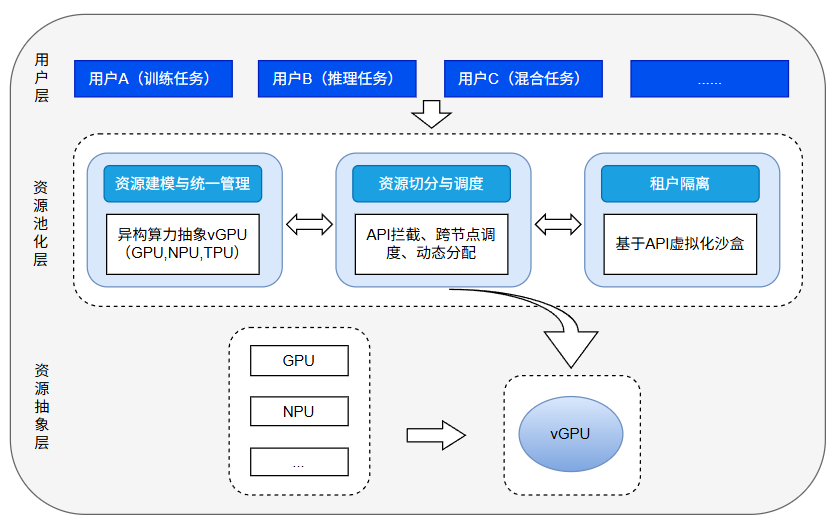 用户层
用户A（训练任务）
用户B（推理任务）
用户C（混合任务）
......
资源池化层
资源建模与统一管理
异构算力抽象vGPU
（GPU,NPU,TPU）
资源切分与调度
API拦截、跨节点调
度、动态分配
租户隔离
基于API虚拟化沙盒
资源抽象层
GPU
NPU
...
vGPU